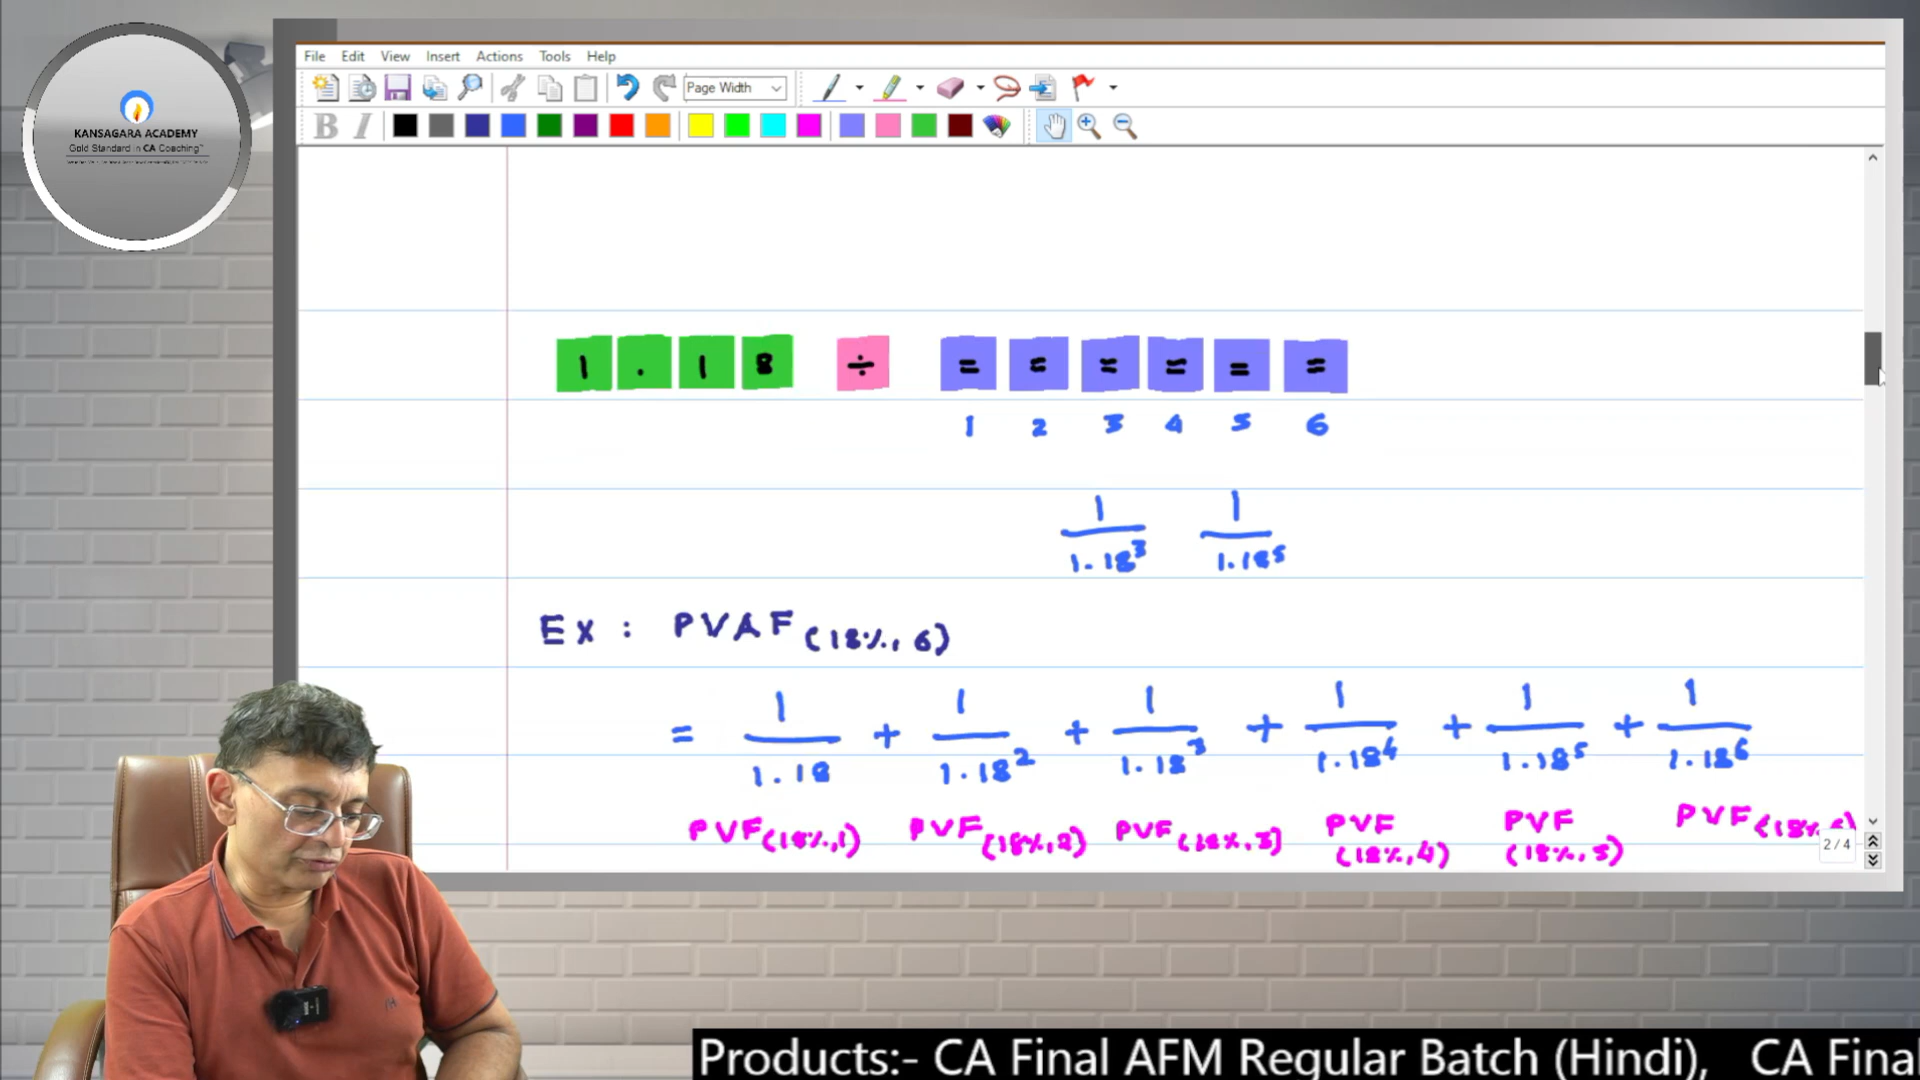 KANSAGARA ACADEMY
Gold Standard in CA Coaching™
File Edit View Insert Actions Tools Help
Page Width
B I
1 . 1 8 ÷ = = = = = =
1 2 3 4 5 6
1 1
1.18³ 1.18⁵
Ex : PVAF(18%, 6)
= 1 + 1 + 1 + 1 + 1 + 1
1.18 1.18² 1.18³ 1.18⁴ 1.18⁵ 1.18⁶
PVF(18%,1) PVF(18%,2) PVF(18%,3) PVF(18%,4) PVF(18%,5) PVF(18%,6)
2 / 4
Products:- CA Final AFM Regular Batch (Hindi), CA Final